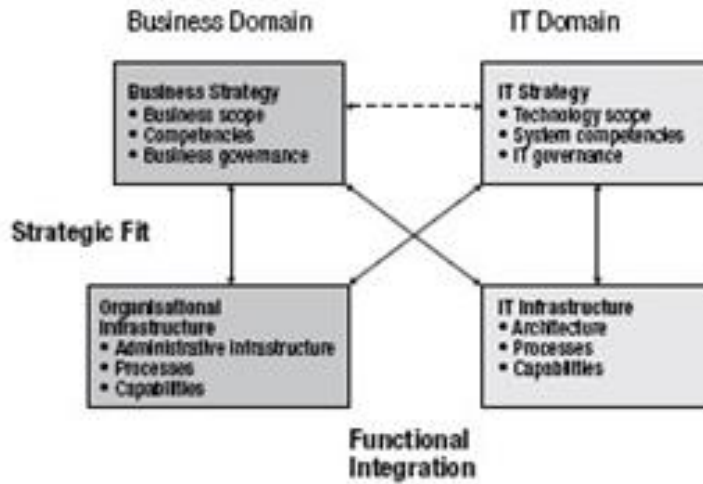 Business Domain
IT Domain
Business Strategy
• Business scope
• Competencies
• Business governance
IT Strategy
• Technology scope
• System competencies
• IT governance
Strategic Fit
Organisational
Infrastructure
• Administrative Infrastructure
• Processes
• Capabilities
IT Infrastructure
• Architecture
• Processes
• Capabilities
Functional
Integration